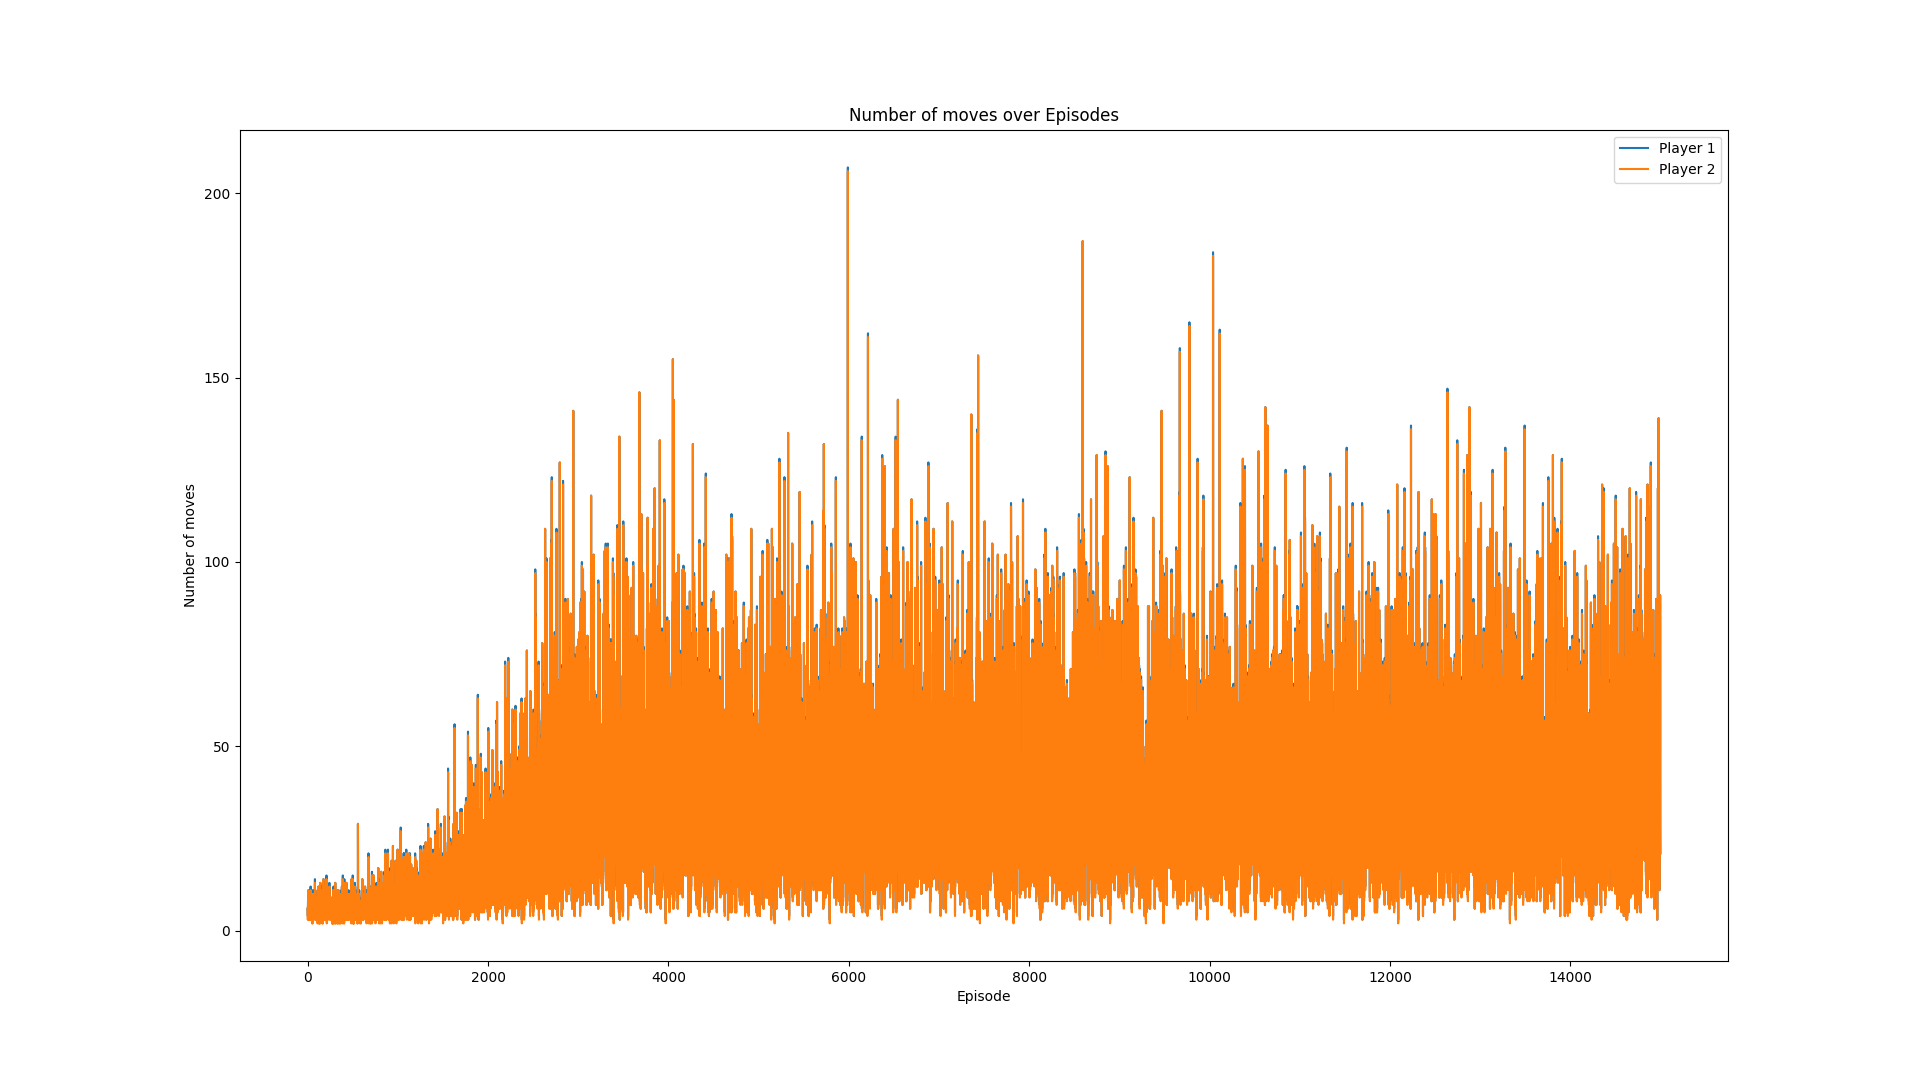 Number of moves over Episodes
Player 1
Player 2
Number of moves
200
150
100
50
0
0 2000 4000 6000 8000 10000 12000 14000
Episode